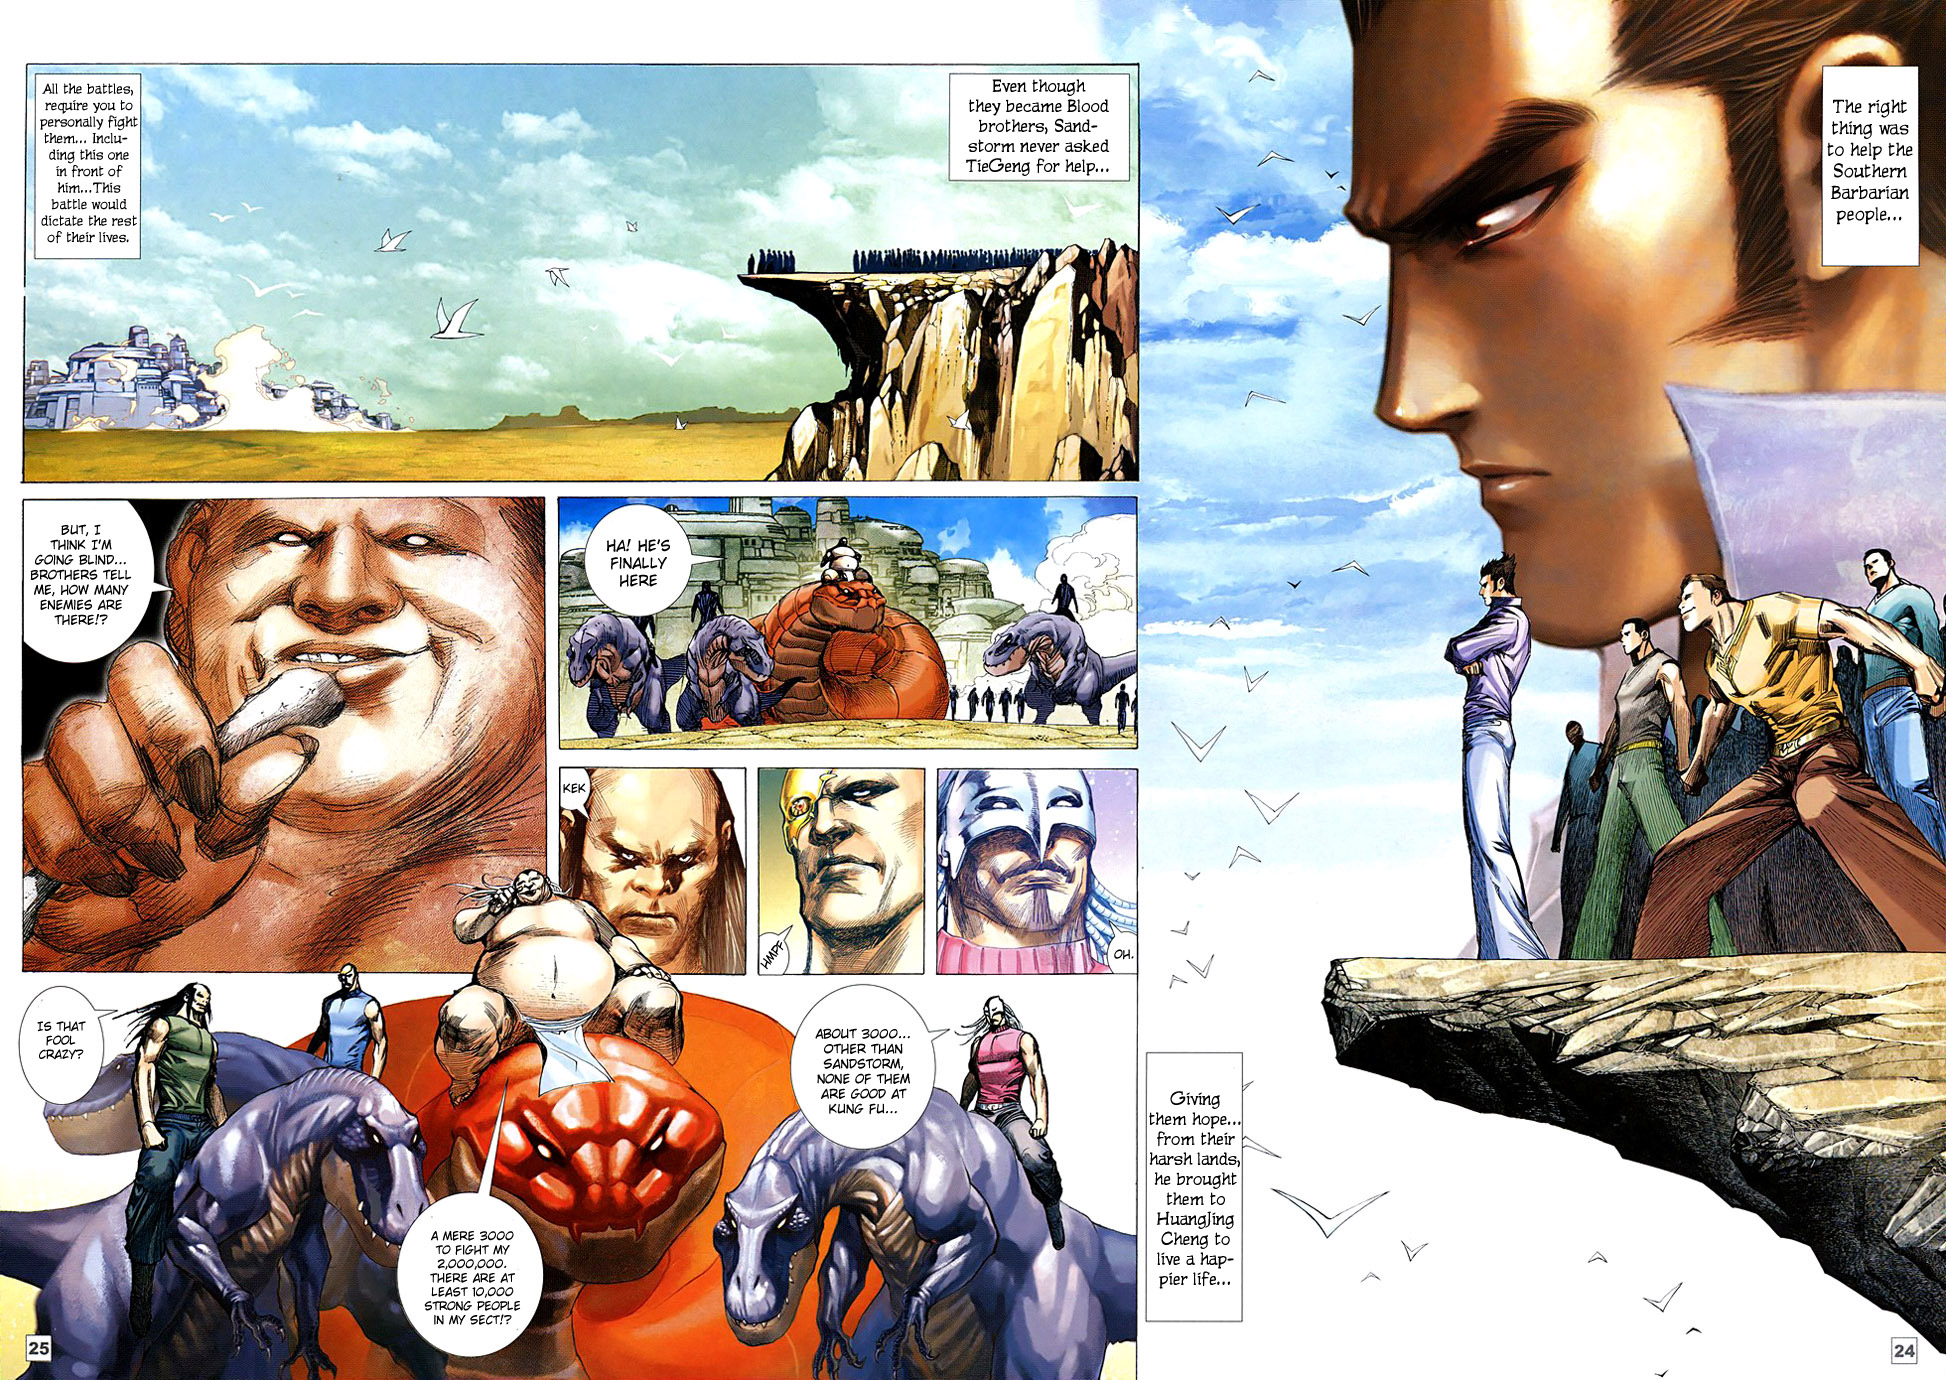 The right
thing was
to help the
Southern
Barbarian
people...
Giving
them hope...
from their
harsh lands,
he brought
them to
HuangJing
Cheng to
live a hap-
pier life...
24
Even though
they became Blood
brothers, Sand-
storm never asked
TieGeng for help...
All the battles,
require you to
personally fight
them... Inclu-
ding this one
in front of
him...This
battle would
dictate the rest
of their lives.
HA! HE'S
FINALLY
HERE
BUT, I
THINK I'M
GOING BLIND...
BROTHERS TELL
ME, HOW MANY
ENEMIES ARE
THERE!?
OH.
HMPF
KEK
ABOUT 3000...
OTHER THAN
SANDSTORM,
NONE OF THEM
ARE GOOD AT
KUNG FU...
IS THAT
FOOL
CRAZY?
A MERE 3000
TO FIGHT MY
2,000,000.
THERE ARE AT
LEAST 10,000
STRONG PEOPLE
IN MY SECT!?
25